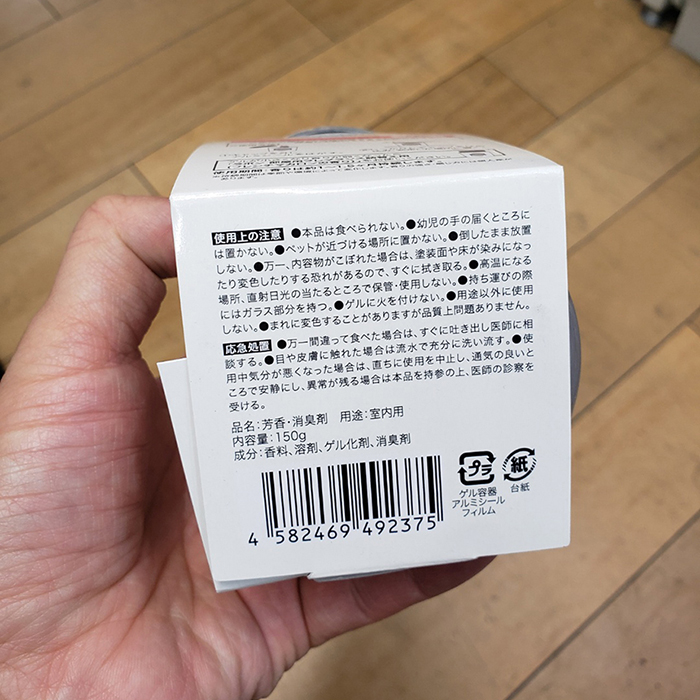 使用上の注意 ●本品は食べられない。●幼児の手の届くところに
は置かない。●ペットが近づける場所に置かない。●倒したまま放置
しない。●万一、内容物がこぼれた場合は、塗装面や床が染みになっ
たり変色したりする恐れがあるので、すぐに拭き取る。●高温になる
場所、直射日光の当たるところで保管・使用しない。●持ち運びの際
にはガラス部分を持つ。●ゲルに火を付けない。●用途以外に使用
しない。●まれに変色することがありますが品質上問題ありません。
応急処置 ●万一間違って食べた場合は、すぐに吐き出し医師に相
談する。●目や皮膚に触れた場合は流水で充分に洗い流す。●使
用中気分が悪くなった場合は、直ちに使用を中止し、通気の良いと
ころで安静にし、異常が残る場合は本品を持参の上、医師の診察を
受ける。
品名：芳香・消臭剤 用途：室内用
内容量：150g
成分：香料、溶剤、ゲル化剤、消臭剤
4 582469 492375
プラ
ゲル容器
アルミシール
フィルム
紙
台紙